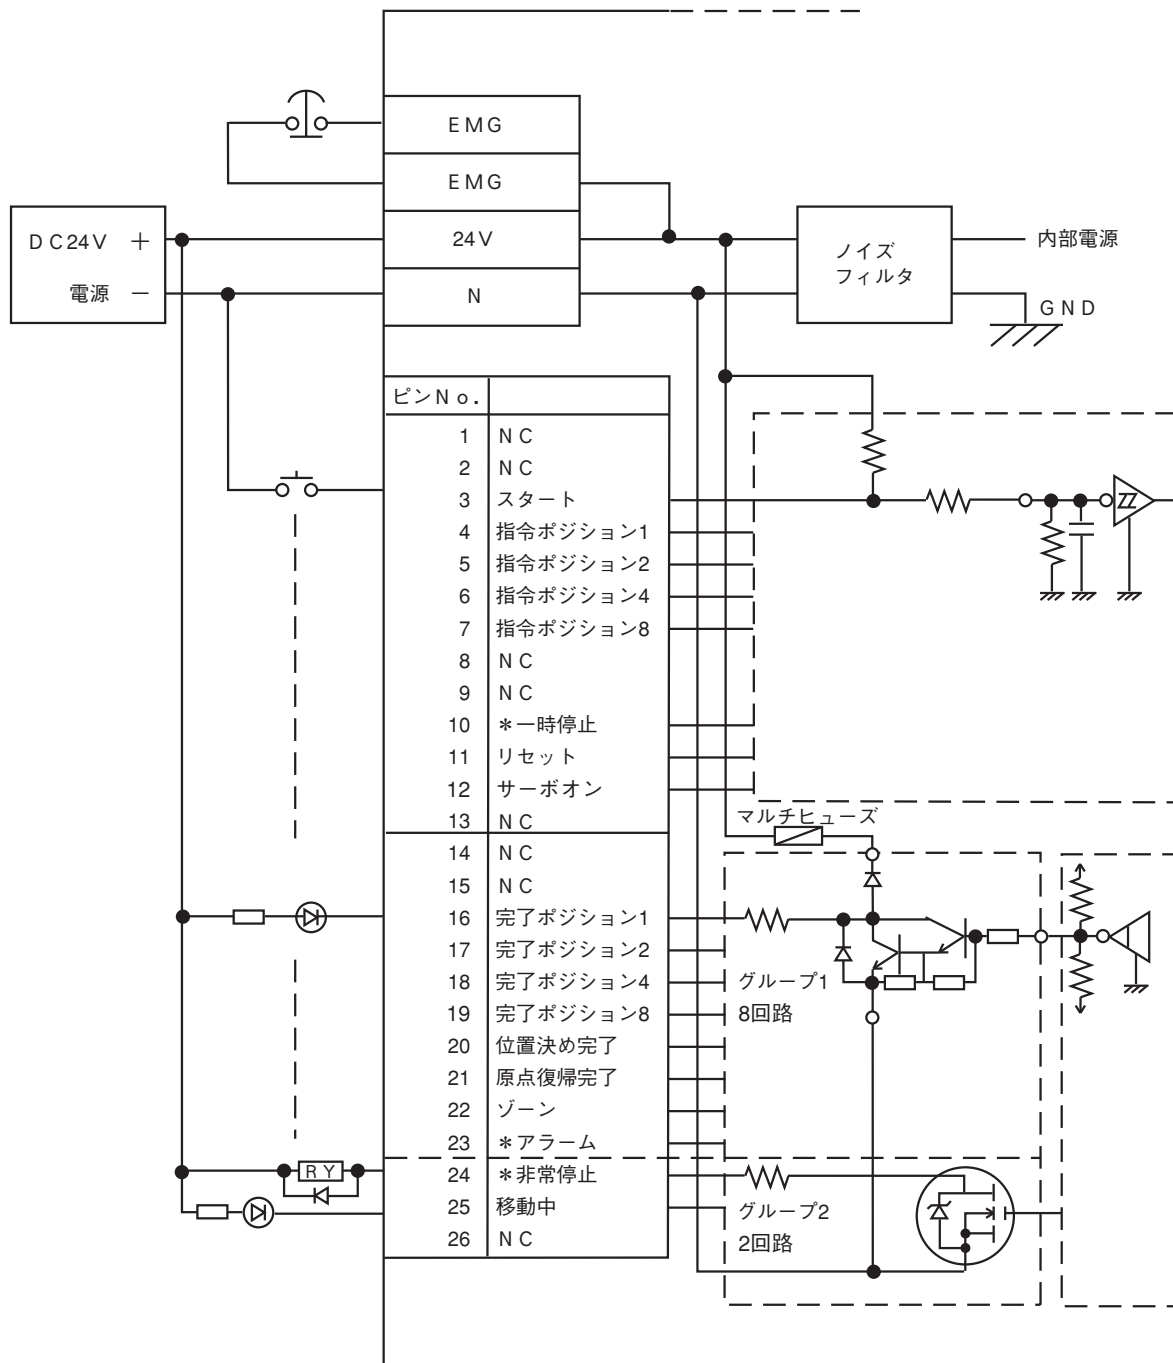 EMG
EMG
DC24V ＋
24V
内部電源
ノイズ
フィルタ
電源 －
N
GND
ピンNo.
1 NC
2 NC
3 スタート
4 指令ポジション1
5 指令ポジション2
6 指令ポジション4
7 指令ポジション8
8 NC
9 NC
10 ＊一時停止
11 リセット
12 サーボオン
13 NC
マルチヒューズ
14 NC
15 NC
16 完了ポジション1
17 完了ポジション2
18 完了ポジション4
19 完了ポジション8
グループ1
8回路
20 位置決め完了
21 原点復帰完了
22 ゾーン
23 ＊アラーム
RY
24 ＊非常停止
25 移動中
26 NC
グループ2
2回路